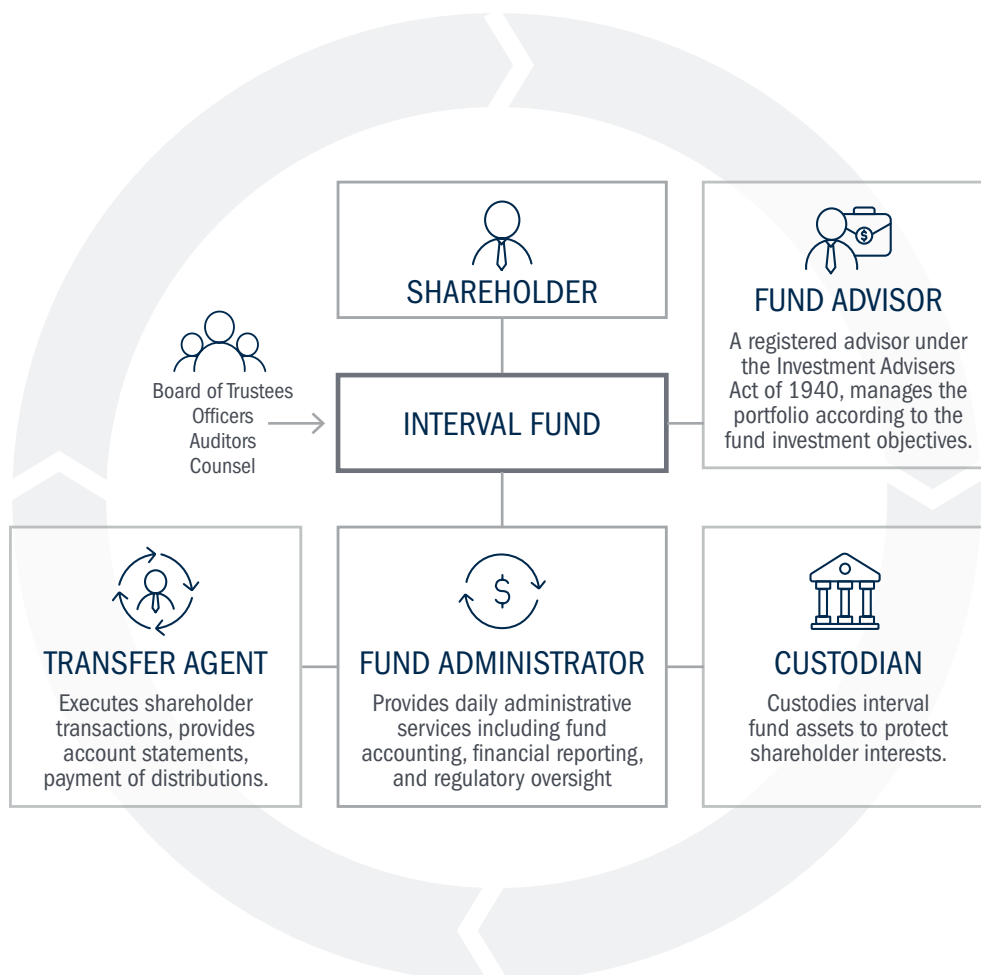 SHAREHOLDER
FUND ADVISOR
A registered advisor under
the Investment Advisers
Act of 1940, manages the
portfolio according to the
fund investment objectives.
Board of Trustees
Officers
Auditors
Counsel
INTERVAL FUND
TRANSFER AGENT
Executes shareholder
transactions, provides
account statements,
payment of distributions.
FUND ADMINISTRATOR
Provides daily administrative
services including fund
accounting, financial reporting,
and regulatory oversight
CUSTODIAN
Custodies interval
fund assets to protect
shareholder interests.
$
$